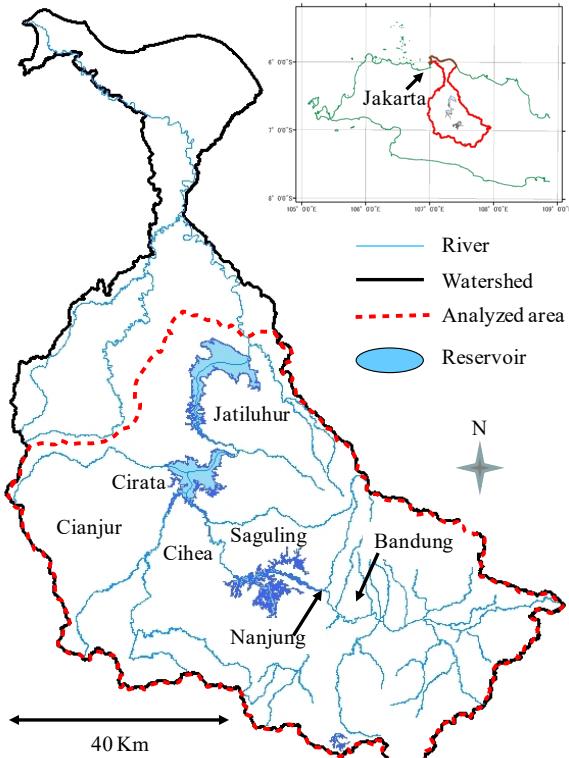 6° 0'0"S
Jakarta
7° 0'0"S
8° 0'0"S
105° 0'0"E
106° 0'0"E
107° 0'0"E
108° 0'0"E
109° 0'0"E
River
Watershed
Analyzed area
Reservoir
Jatiluhur
N
Cirata
Cianjur
Cihea
Saguling
Bandung
Nanjung
40 Km